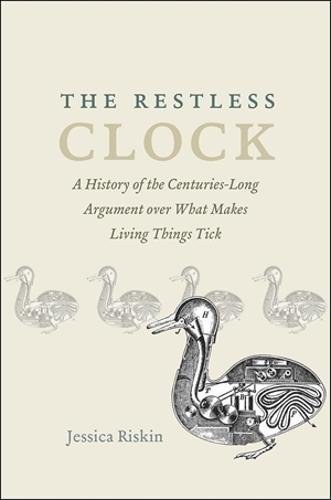 THE RESTLESS
CLOCK
A History of the Centuries-Long
Argument over What Makes
Living Things Tick
H
Jessica Riskin